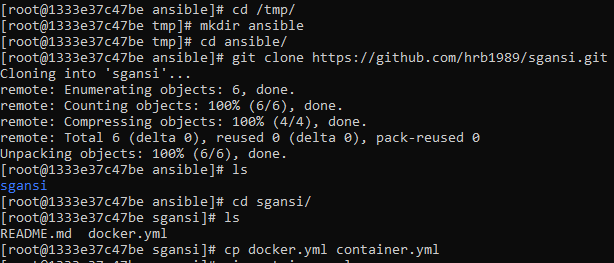 [root@1333e37c47be ansible]# cd /tmp/
[root@1333e37c47be tmp]# mkdir ansible
[root@1333e37c47be tmp]# cd ansible/
[root@1333e37c47be ansible]# git clone https://github.com/hrb1989/sgansi.git
Cloning into 'sgansi'...
remote: Enumerating objects: 6, done.
remote: Counting objects: 100% (6/6), done.
remote: Compressing objects: 100% (4/4), done.
remote: Total 6 (delta 0), reused 0 (delta 0), pack-reused 0
Unpacking objects: 100% (6/6), done.
[root@1333e37c47be ansible]# ls
sgansi
[root@1333e37c47be ansible]# cd sgansi/
[root@1333e37c47be sgansi]# ls
README.md  docker.yml
[root@1333e37c47be sgansi]# cp docker.yml container.yml